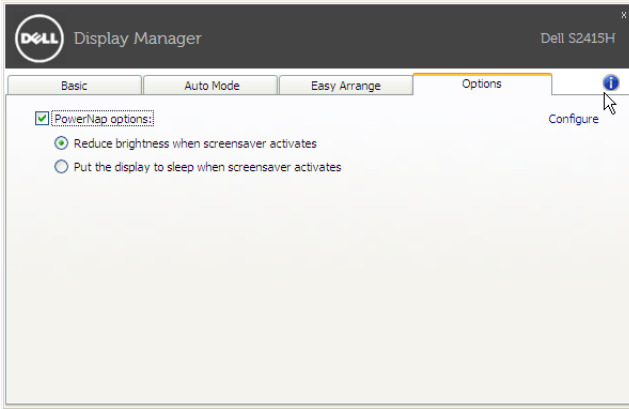 DELL Display Manager Dell S2415H
x
Basic Auto Mode Easy Arrange Options i
PowerNap options: Configure
Reduce brightness when screensaver activates
Put the display to sleep when screensaver activates